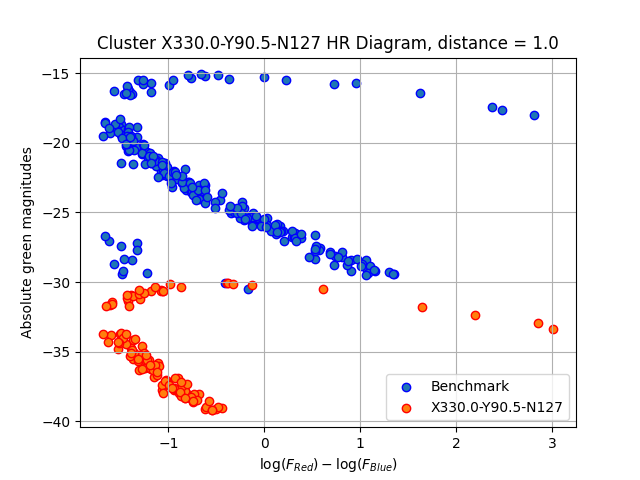 Cluster X330.0-Y90.5-N127 HR Diagram, distance = 1.0
Absolute green magnitudes
−15
−20
−25
−30
−35
−40
Benchmark
X330.0-Y90.5-N127
−1
0
1
2
3
log(F_Red) − log(F_Blue)